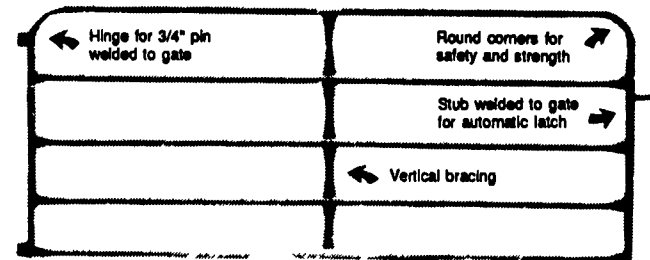 Hinge for 3/4" pin
welded to gate
Round corners for
safety and strength
Stub welded to gate
for automatic latch
Vertical bracing